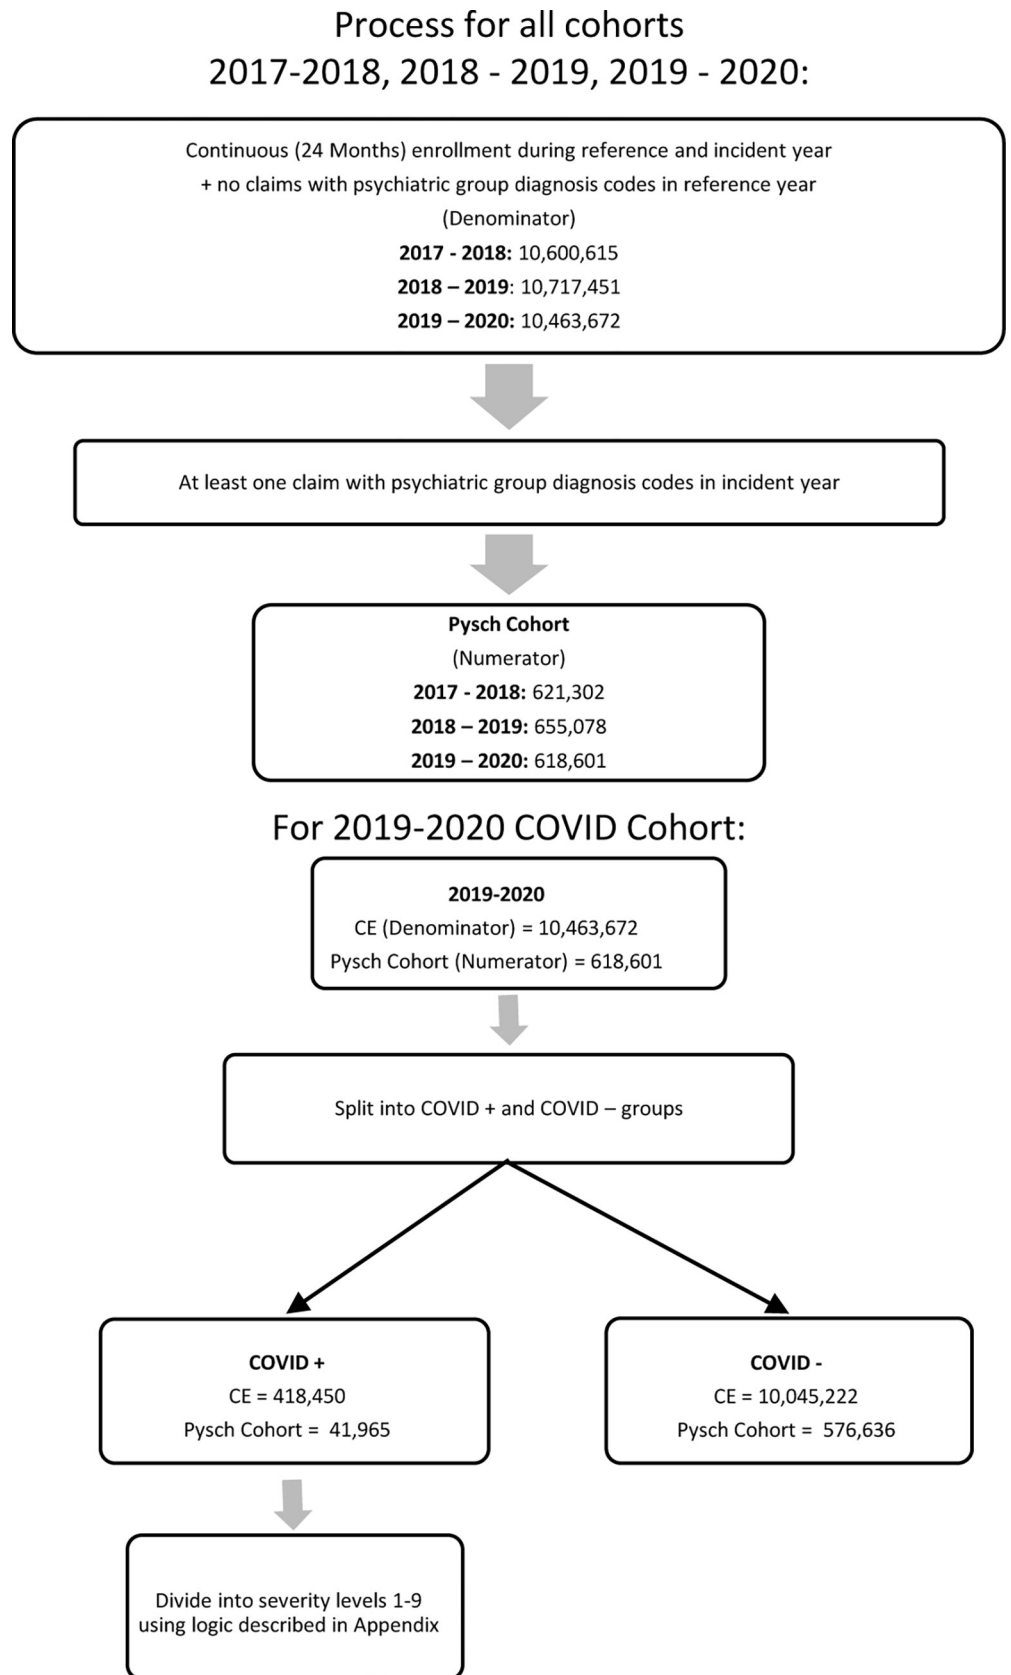 Process for all cohorts
2017-2018, 2018 - 2019, 2019 - 2020:
Continuous (24 Months) enrollment during reference and incident year
+ no claims with psychiatric group diagnosis codes in reference year
(Denominator)
2017 - 2018: 10,600,615
2018 – 2019: 10,717,451
2019 – 2020: 10,463,672
At least one claim with psychiatric group diagnosis codes in incident year
Pysch Cohort
(Numerator)
2017 - 2018: 621,302
2018 – 2019: 655,078
2019 – 2020: 618,601
For 2019-2020 COVID Cohort:
2019-2020
CE (Denominator) = 10,463,672
Pysch Cohort (Numerator) = 618,601
Split into COVID + and COVID – groups
COVID +
CE = 418,450
Pysch Cohort = 41,965
COVID -
CE = 10,045,222
Pysch Cohort = 576,636
Divide into severity levels 1-9
using logic described in Appendix